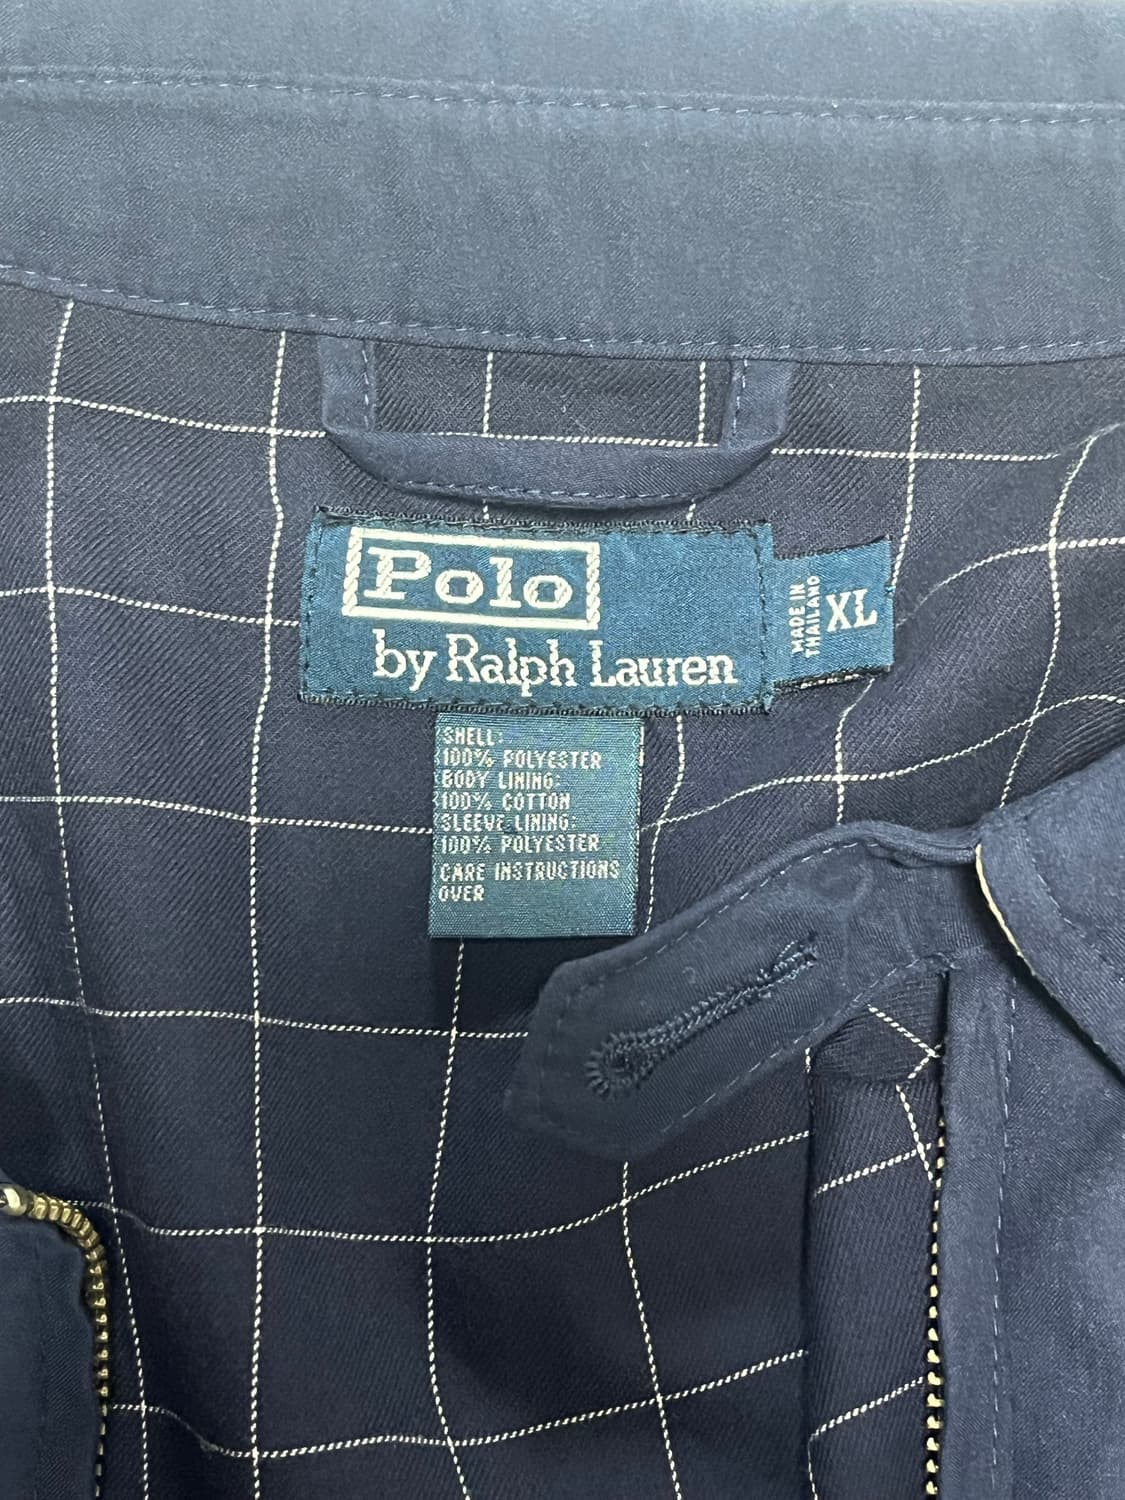 Polo
by Ralph Lauren
MADE IN
THAILAND
XL
SHELL:
100% POLYESTER
BODY LINING:
100% COTTON
SLEEVE LINING:
100% POLYESTER
CARE INSTRUCTIONS
OVER